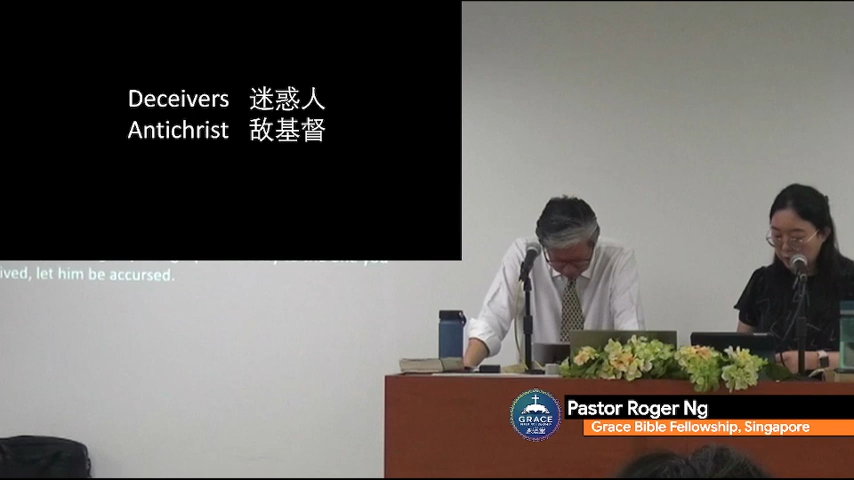 Deceivers 迷惑人
Antichrist 敌基督
ived, let him be accursed.
GRACE
Pastor Roger Ng
Grace Bible Fellowship, Singapore